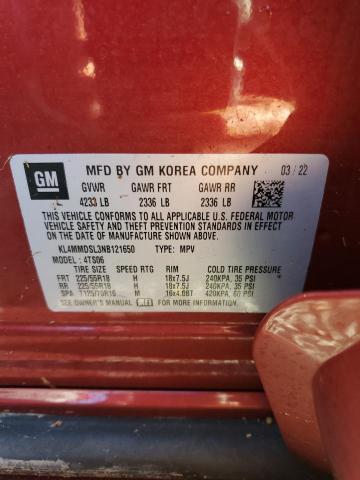 GM
MFD BY GM KOREA COMPANY 03/22
GVWR GAWR FRT GAWR RR
4233 LB 2336 LB 2336 LB
THIS VEHICLE CONFORMS TO ALL APPLICABLE U.S. FEDERAL MOTOR
VEHICLE SAFETY, BUMPER, AND THEFT PREVENTION STANDARDS
IN EFFECT ON THE DATE OF MANUFACTURE SHOWN ABOVE.
KL4MMDSL3NB121650 TYPE: MPV
MODEL: 4TS06
TIRE SIZE SPEED RTG RIM COLD TIRE PRESSURE
FRT 225/55R18 H 18x7.5J 240KPA, 35 PSI
RR 225/55R18 H 18x7.5J 240KPA, 35 PSI
SPA T125/70R16 M 16x4.0BT 420KPA, 60 PSI
SEE OWNER'S MANUAL FOR MORE INFORMATION.